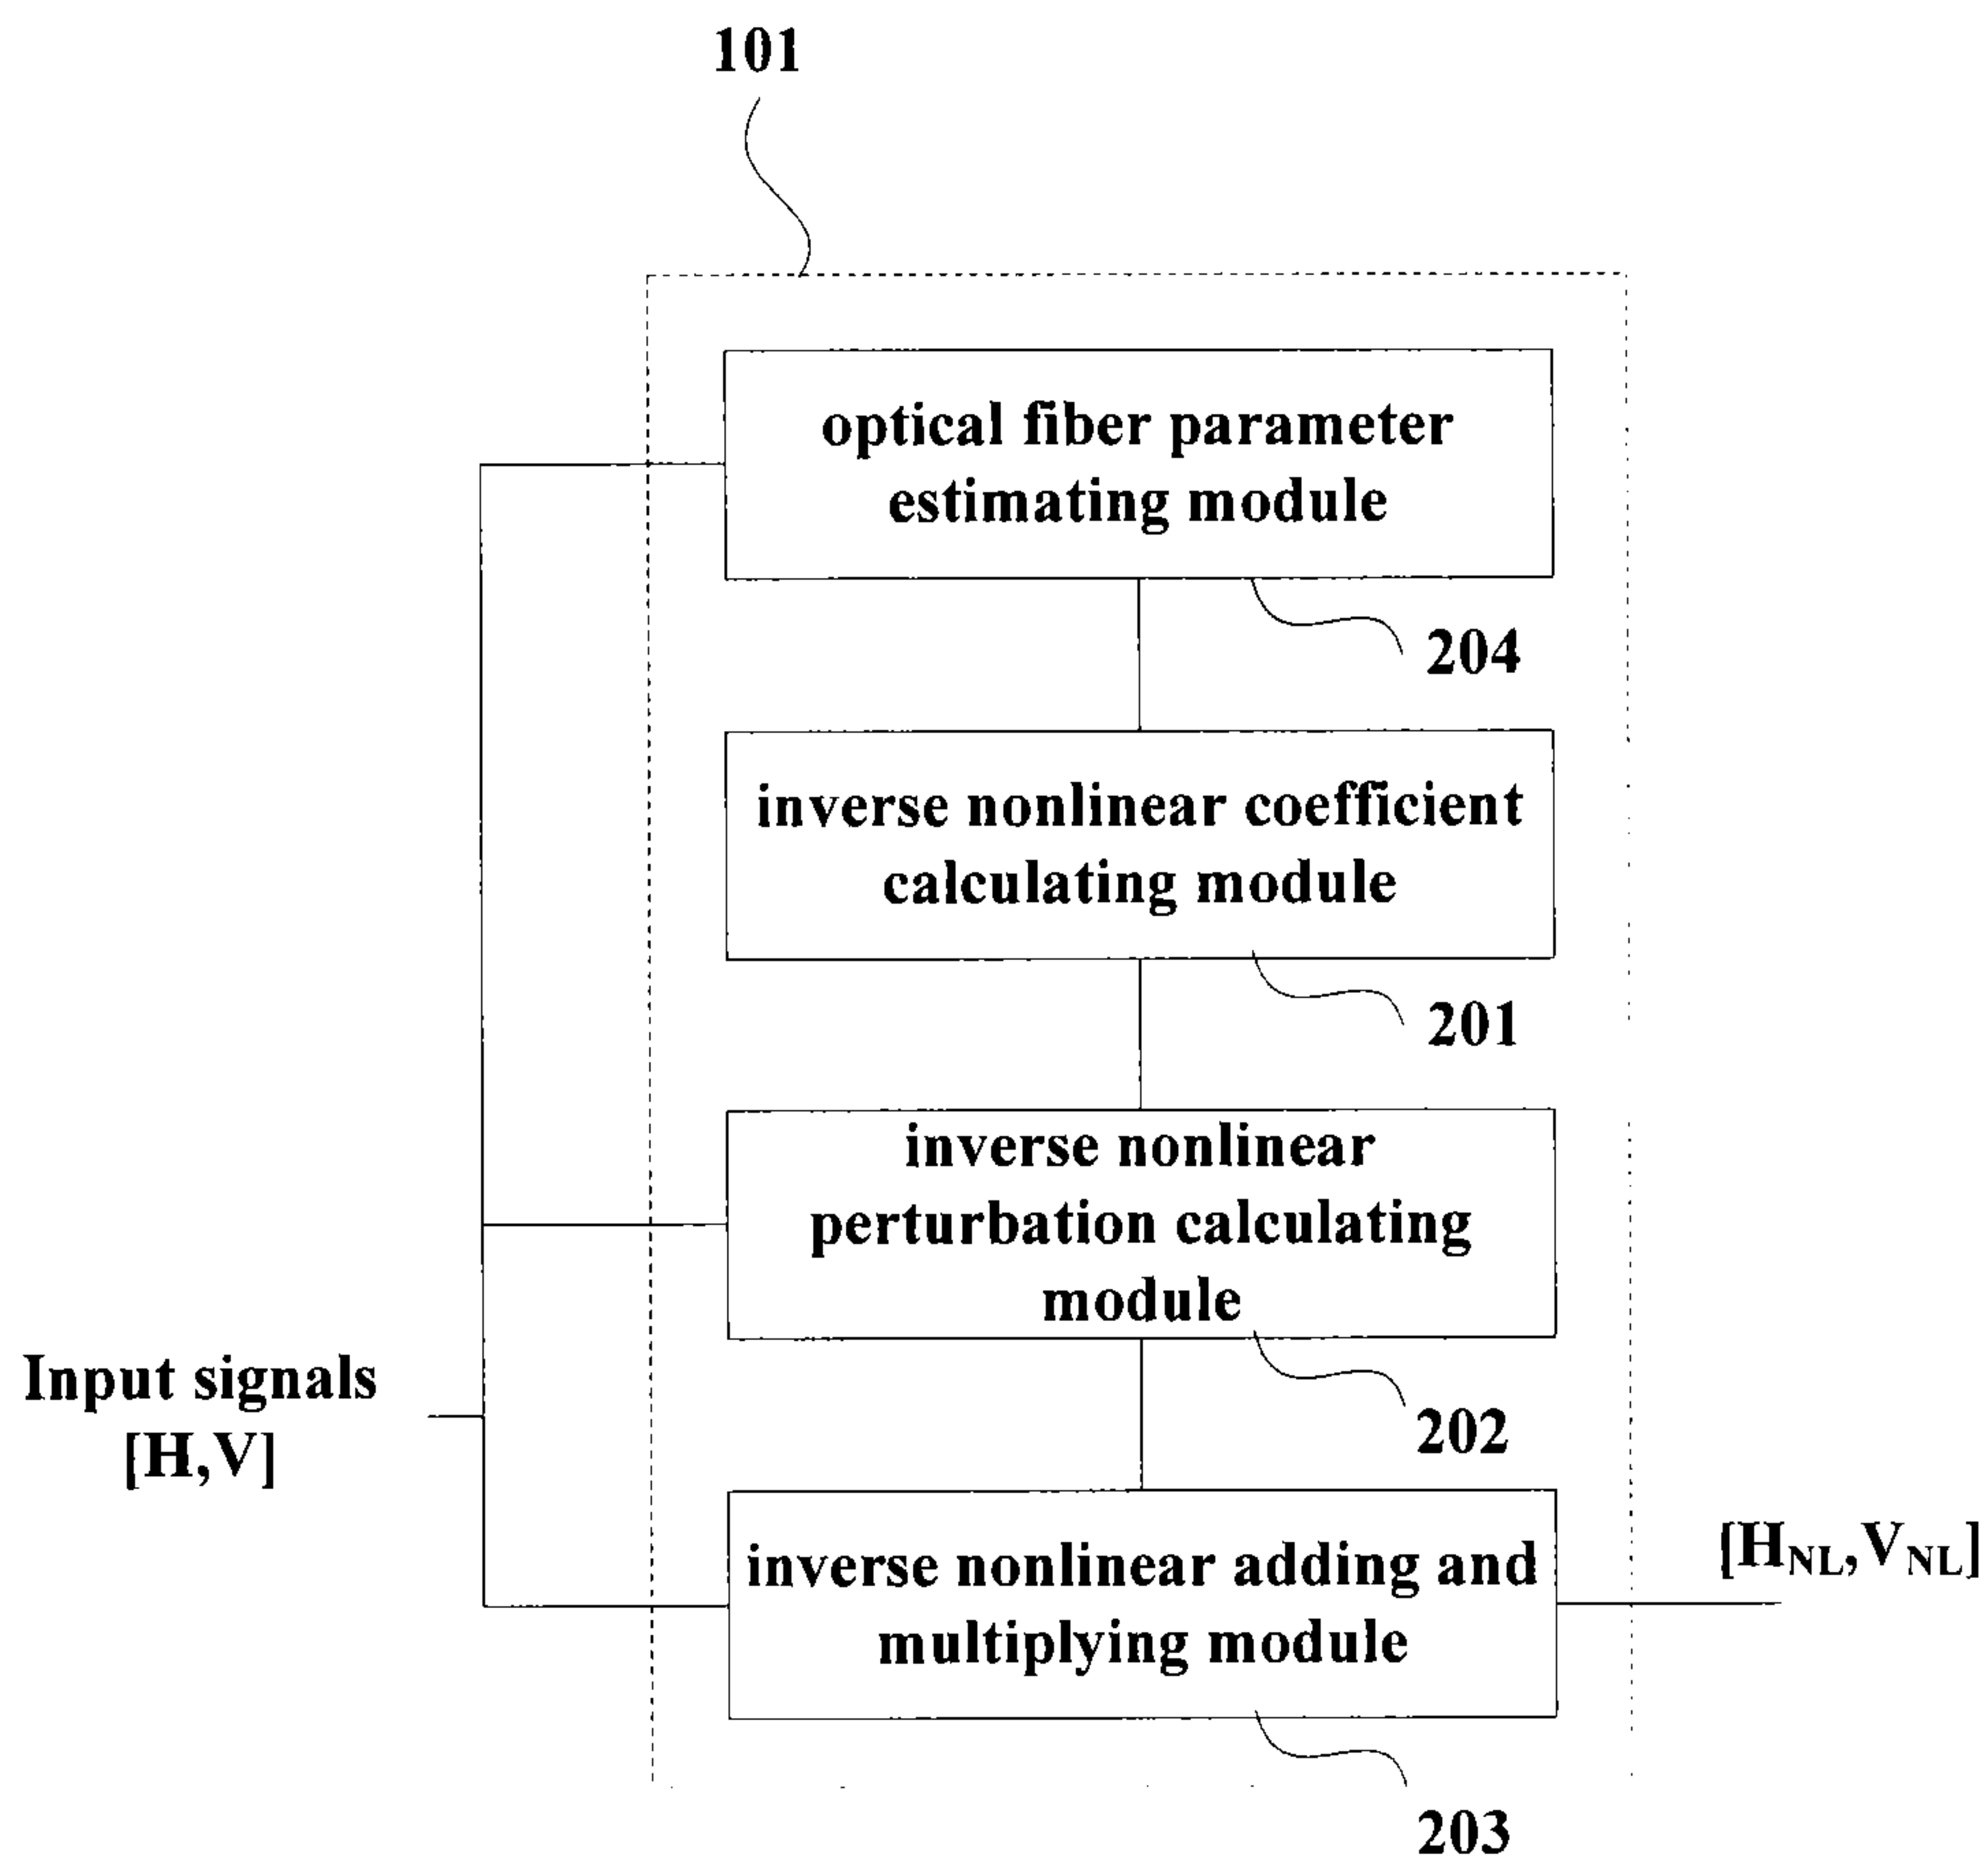 101
optical fiber parameter
estimating module
204
inverse nonlinear coefficient
calculating module
201
inverse nonlinear
perturbation calculating
module
202
Input signals
[H,V]
inverse nonlinear adding and
multiplying module
[H_NL,V_NL]
203